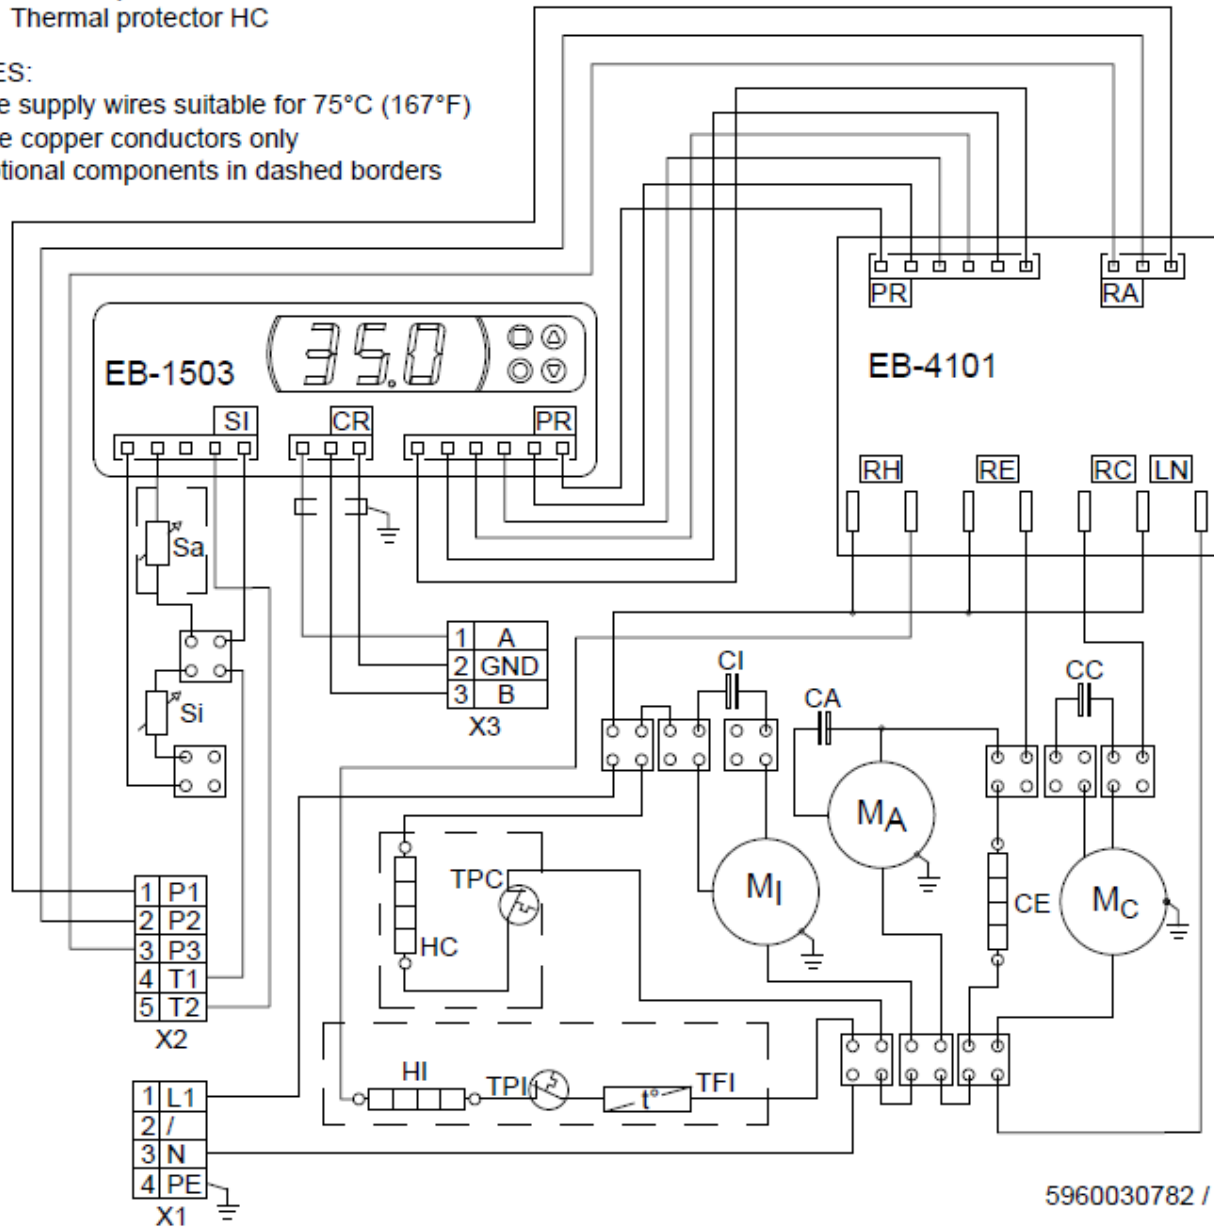 Thermal protector HC
ES:
e supply wires suitable for 75°C (167°F)
e copper conductors only
tional components in dashed borders
PR
RA
EB-4101
35.0
EB-1503
SI
CR
PR
RH
RE
RC
LN
Sa
1 A
2 GND
3 B
X3
Si
CI
CC
CA
MA
MI
MC
CE
TPC
HC
1 P1
2 P2
3 P3
4 T1
5 T2
X2
HI
TPI
t°
TFI
1 L1
2 /
3 N
4 PE
X1
5960030782 /